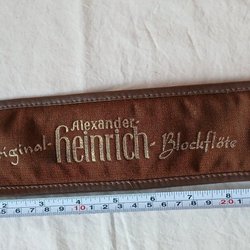 Alexander-
Original- Heinrich- Blockflöte